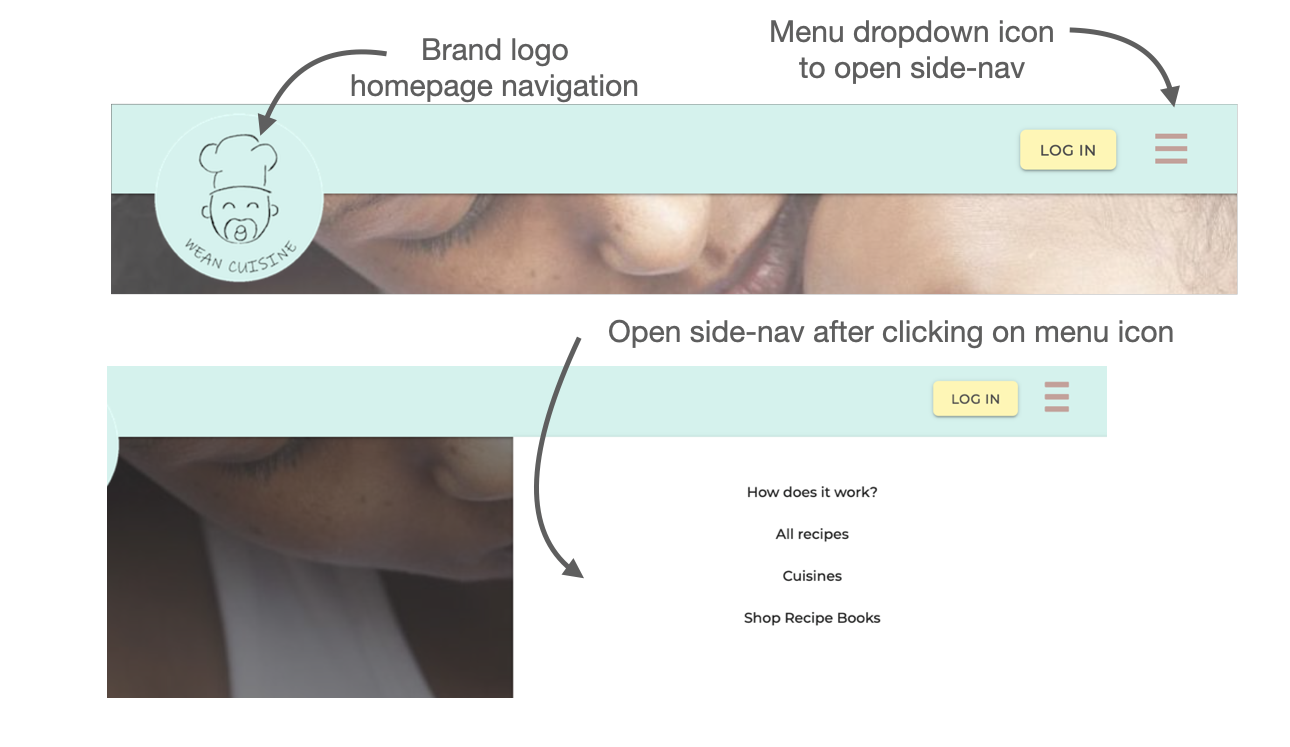 Brand logo
homepage navigation
Menu dropdown icon
to open side-nav
LOG IN
WEAN CUISINE
Open side-nav after clicking on menu icon
LOG IN
How does it work?
All recipes
Cuisines
Shop Recipe Books